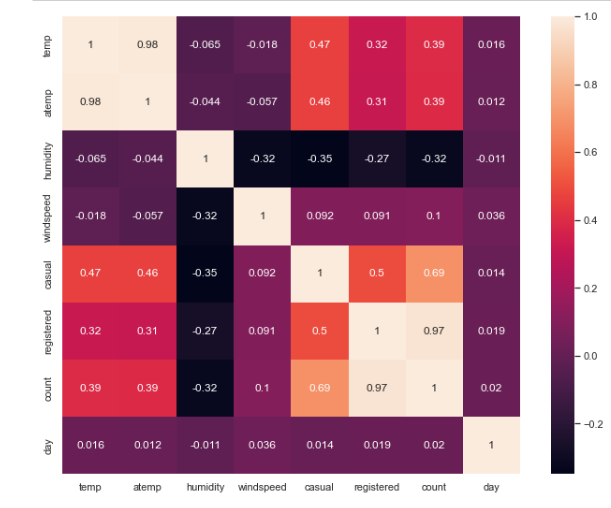 temp 1 0.98 -0.065 -0.018 0.47 0.32 0.39 0.016
atemp 0.98 1 -0.044 -0.057 0.46 0.31 0.39 0.012
humidity -0.065 -0.044 1 -0.32 -0.35 -0.27 -0.32 -0.011
windspeed -0.018 -0.057 -0.32 1 0.092 0.091 0.1 0.036
casual 0.47 0.46 -0.35 0.092 1 0.5 0.69 0.014
registered 0.32 0.31 -0.27 0.091 0.5 1 0.97 0.019
count 0.39 0.39 -0.32 0.1 0.69 0.97 1 0.02
day 0.016 0.012 -0.011 0.036 0.014 0.019 0.02 1
temp atemp humidity windspeed casual registered count day
1.0
0.8
0.6
0.4
0.2
0.0
-0.2